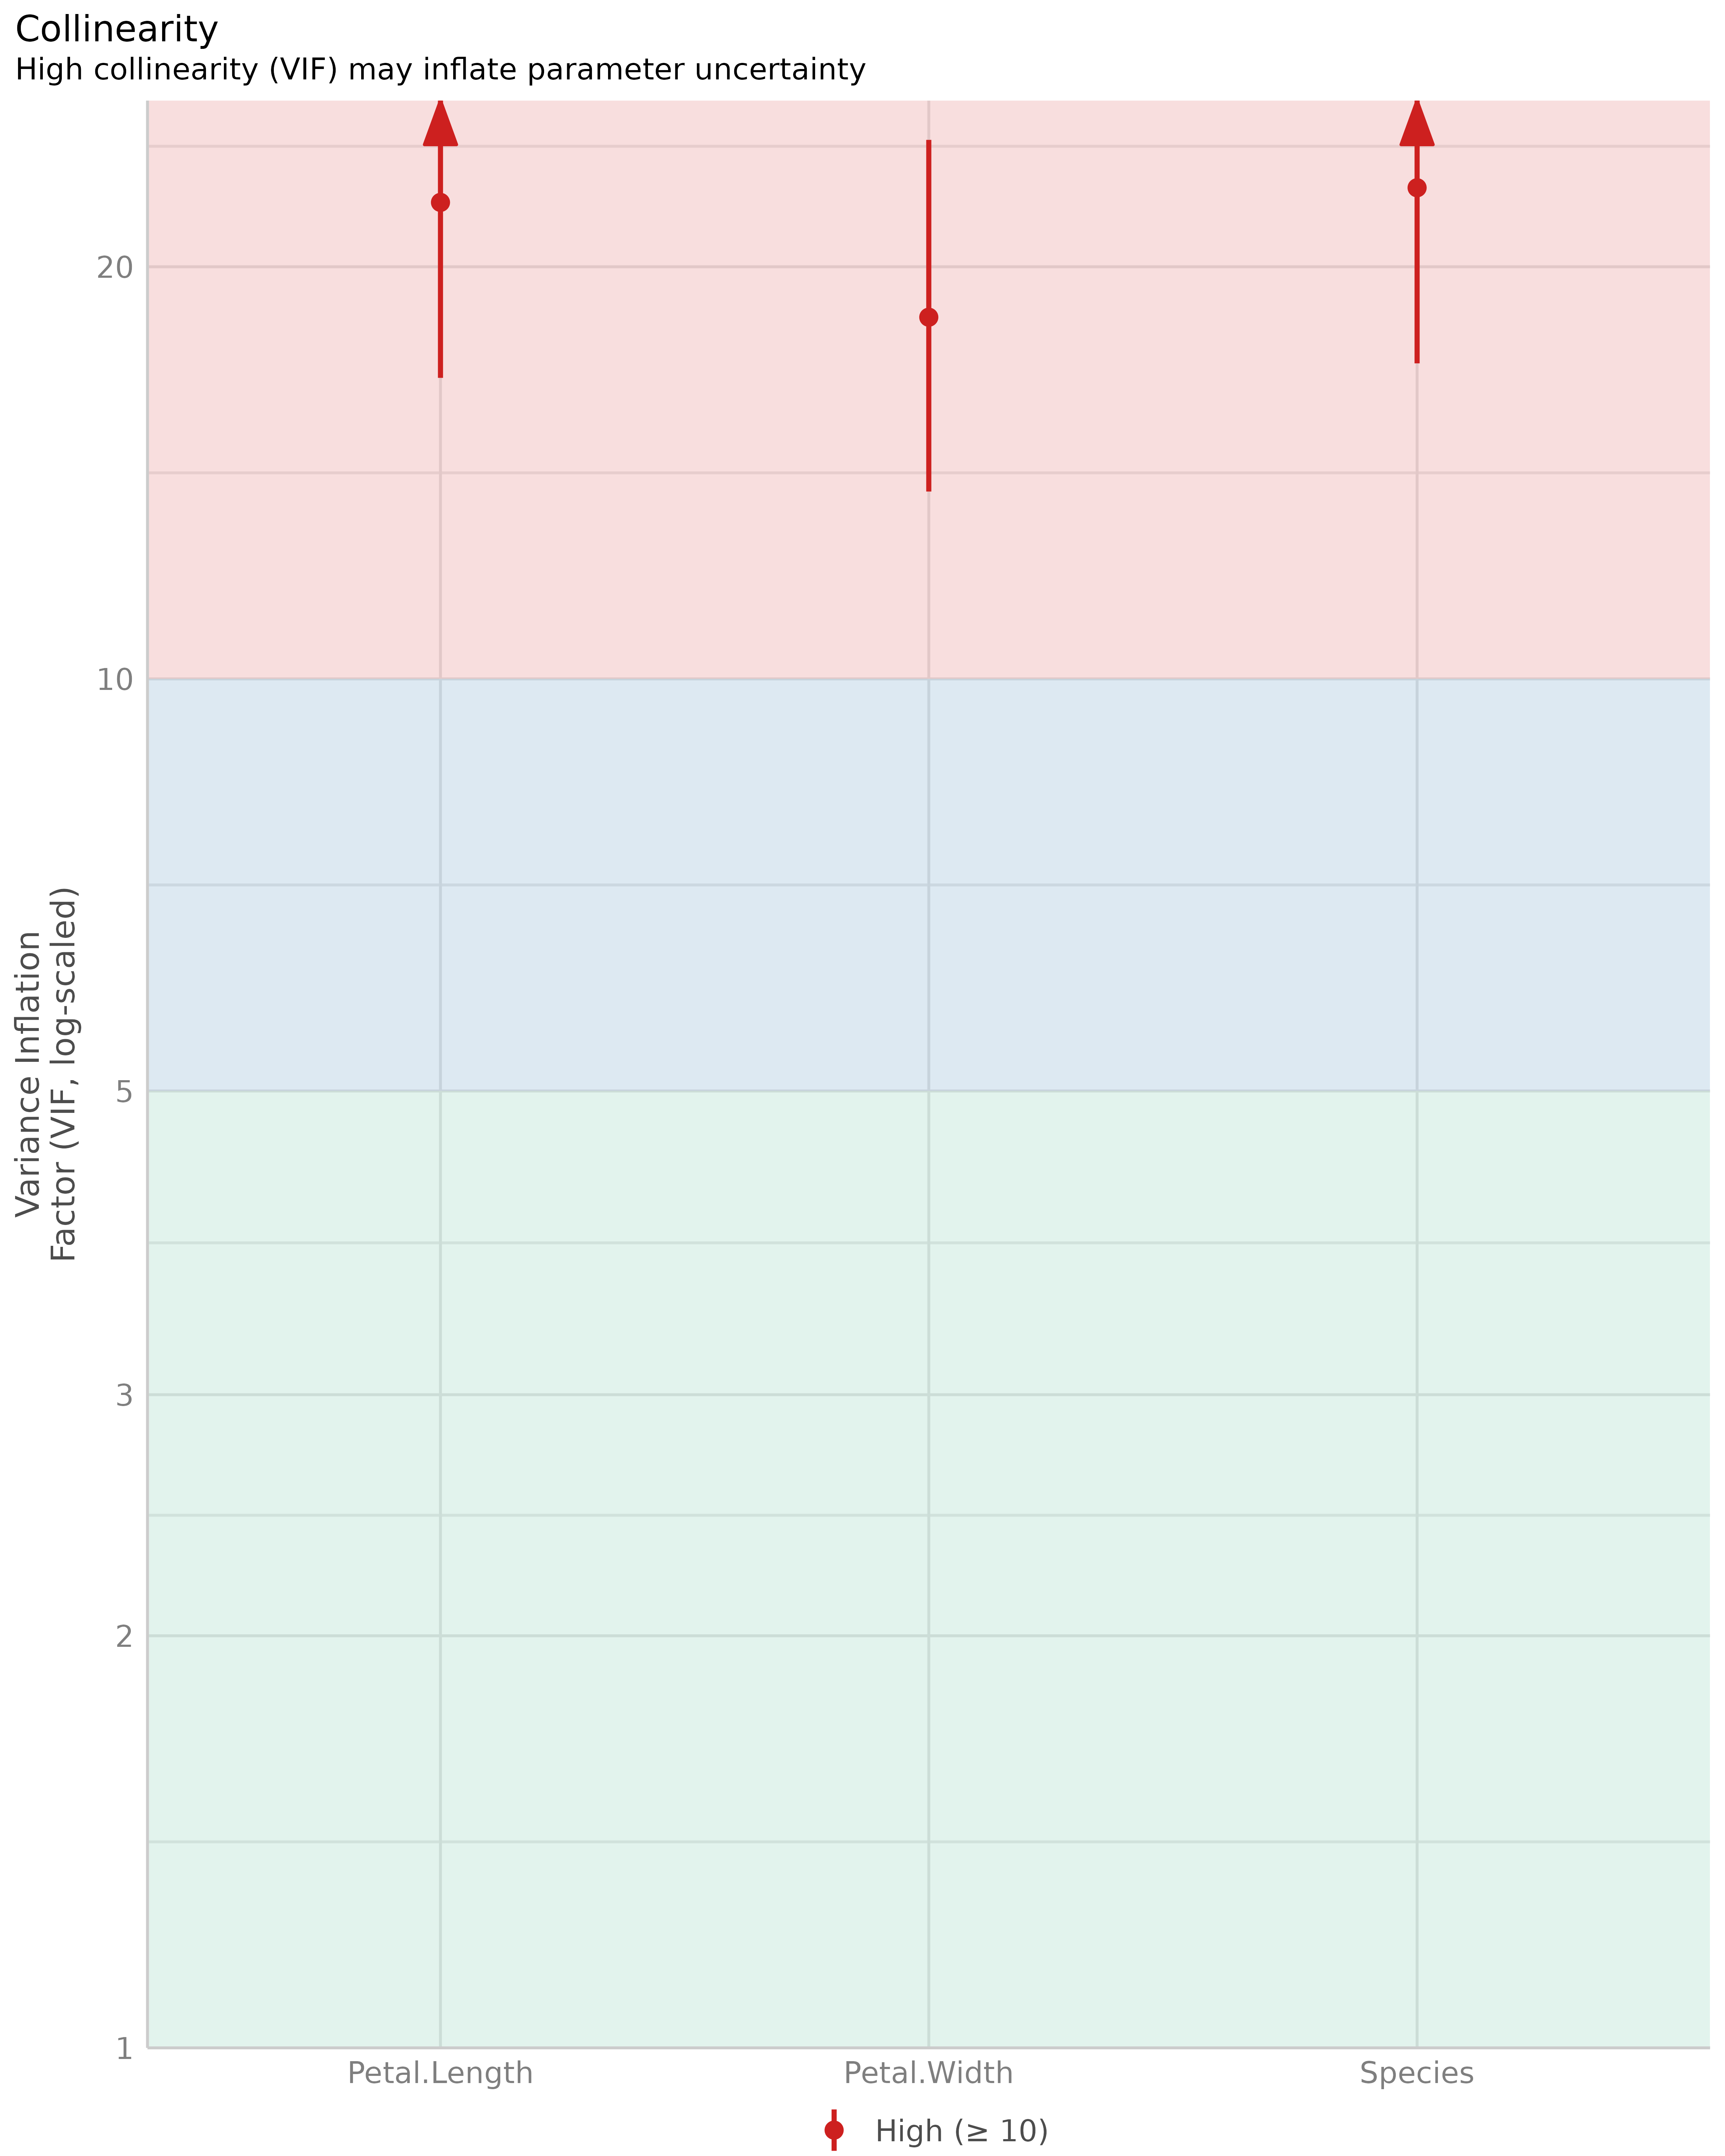 Collinearity
High collinearity (VIF) may inflate parameter uncertainty
Variance Inflation
Factor (VIF, log-scaled)
20
10
5
3
2
1
Petal.Length
Petal.Width
Species
High (≥ 10)